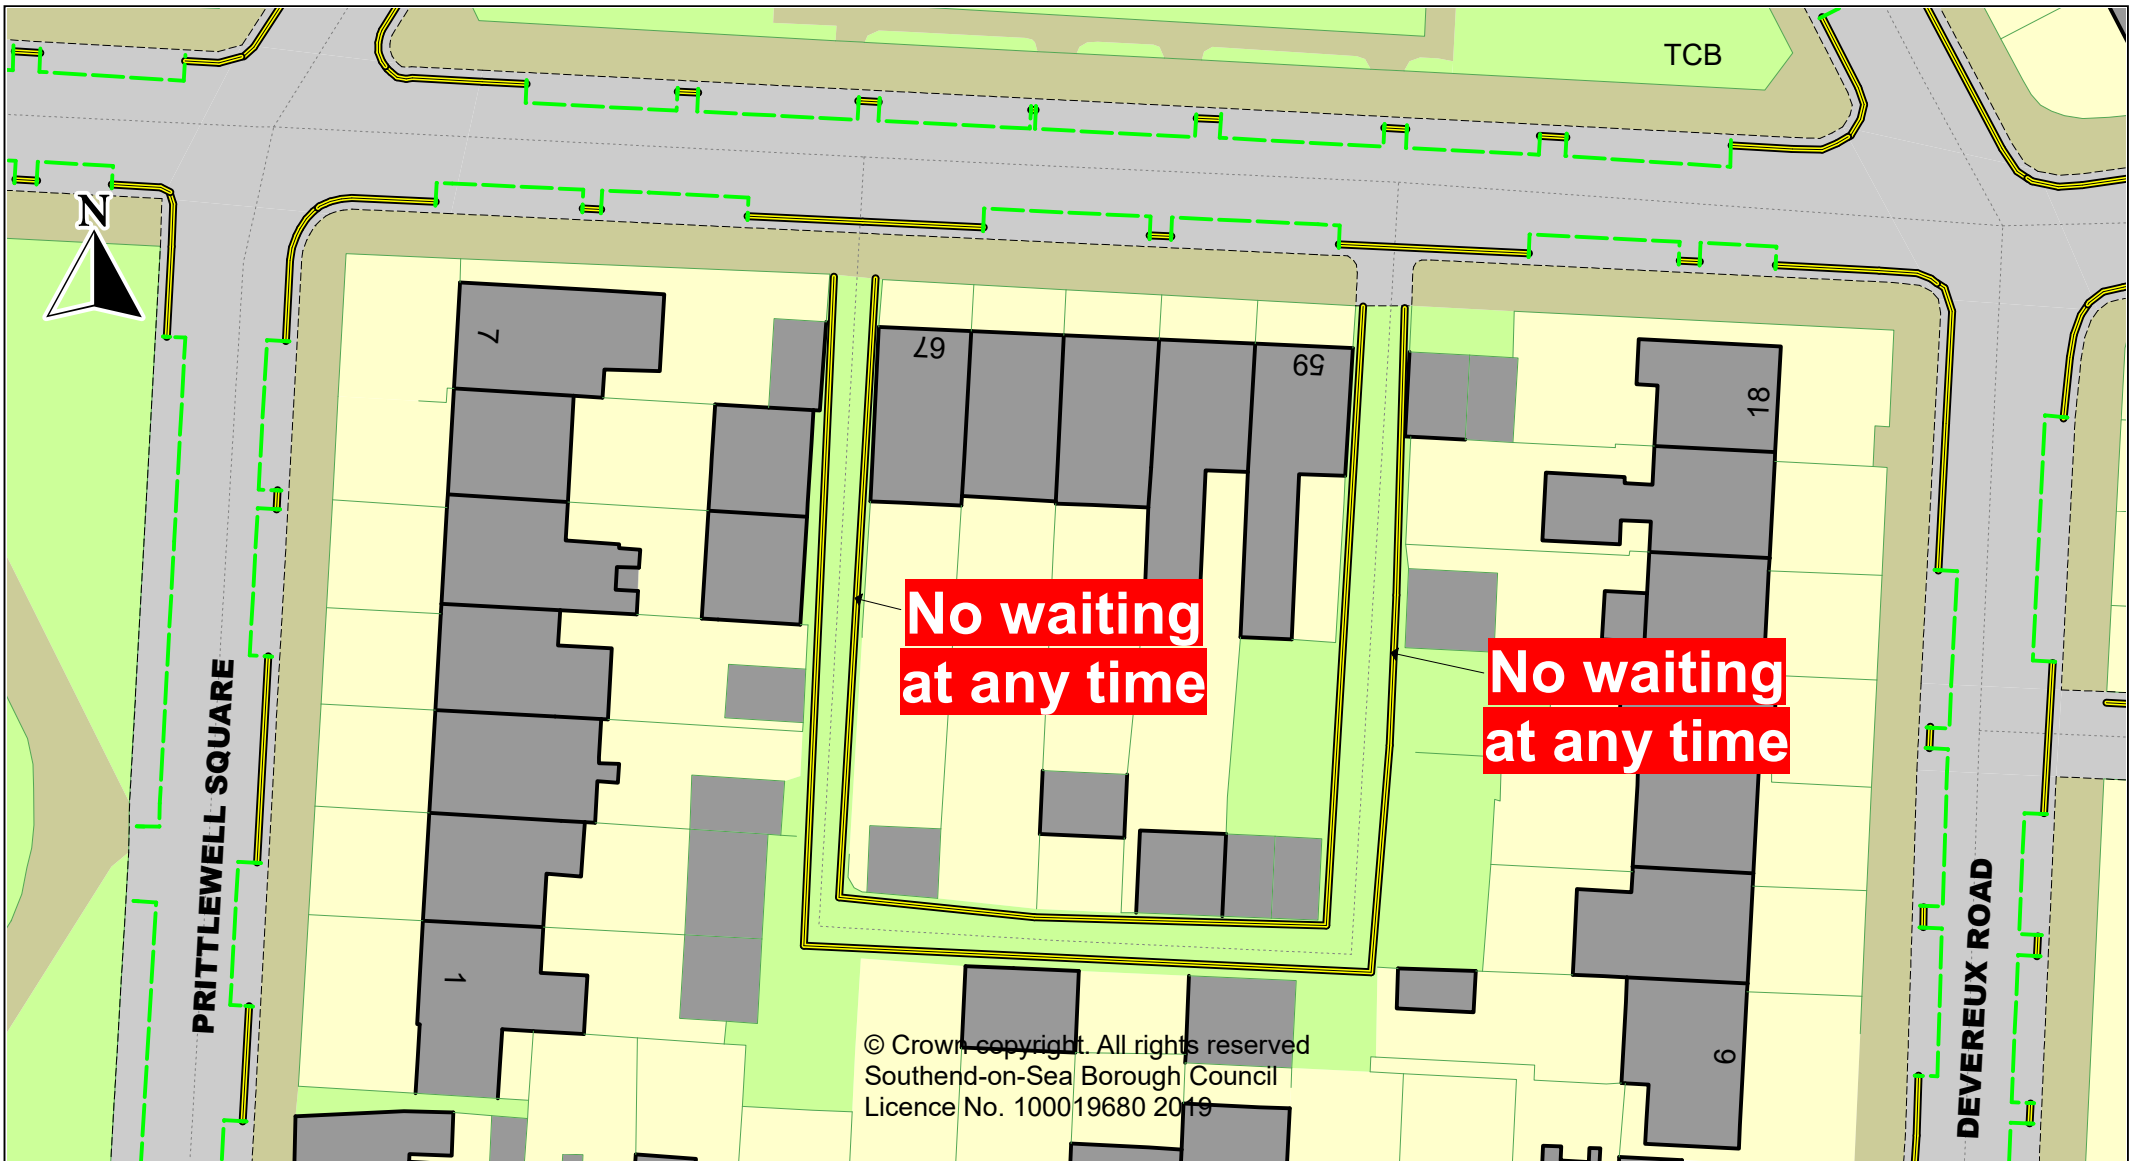 TCB
N
7
67
59
18
No waiting
at any time
No waiting
at any time
PRITTLEWELL SQUARE
DEVEREUX ROAD
1
9
© Crown copyright. All rights reserved
Southend-on-Sea Borough Council
Licence No. 100019680 2019